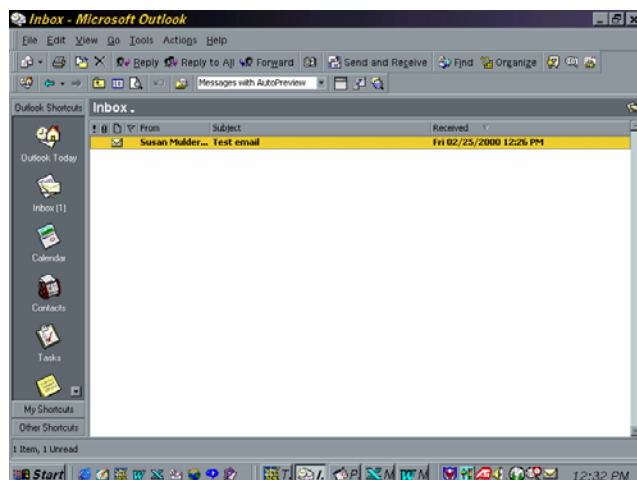 Inbox - Microsoft Outlook
File Edit View Go Tools Actions Help
Reply Reply to All Forward Send and Receive Find Organize
Messages with AutoPreview
Outlook Shortcuts
Inbox .
From Subject Received
Susan Mulder... Test email Fri 02/25/2000 12:26 PM
Outlook Today
Inbox (1)
Calendar
Contacts
Tasks
My Shortcuts
Other Shortcuts
1 Item, 1 Unread
Start T. I. P. M M 12:32 PM